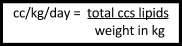 cc/kg/day = total ccs lipids
weight in kg